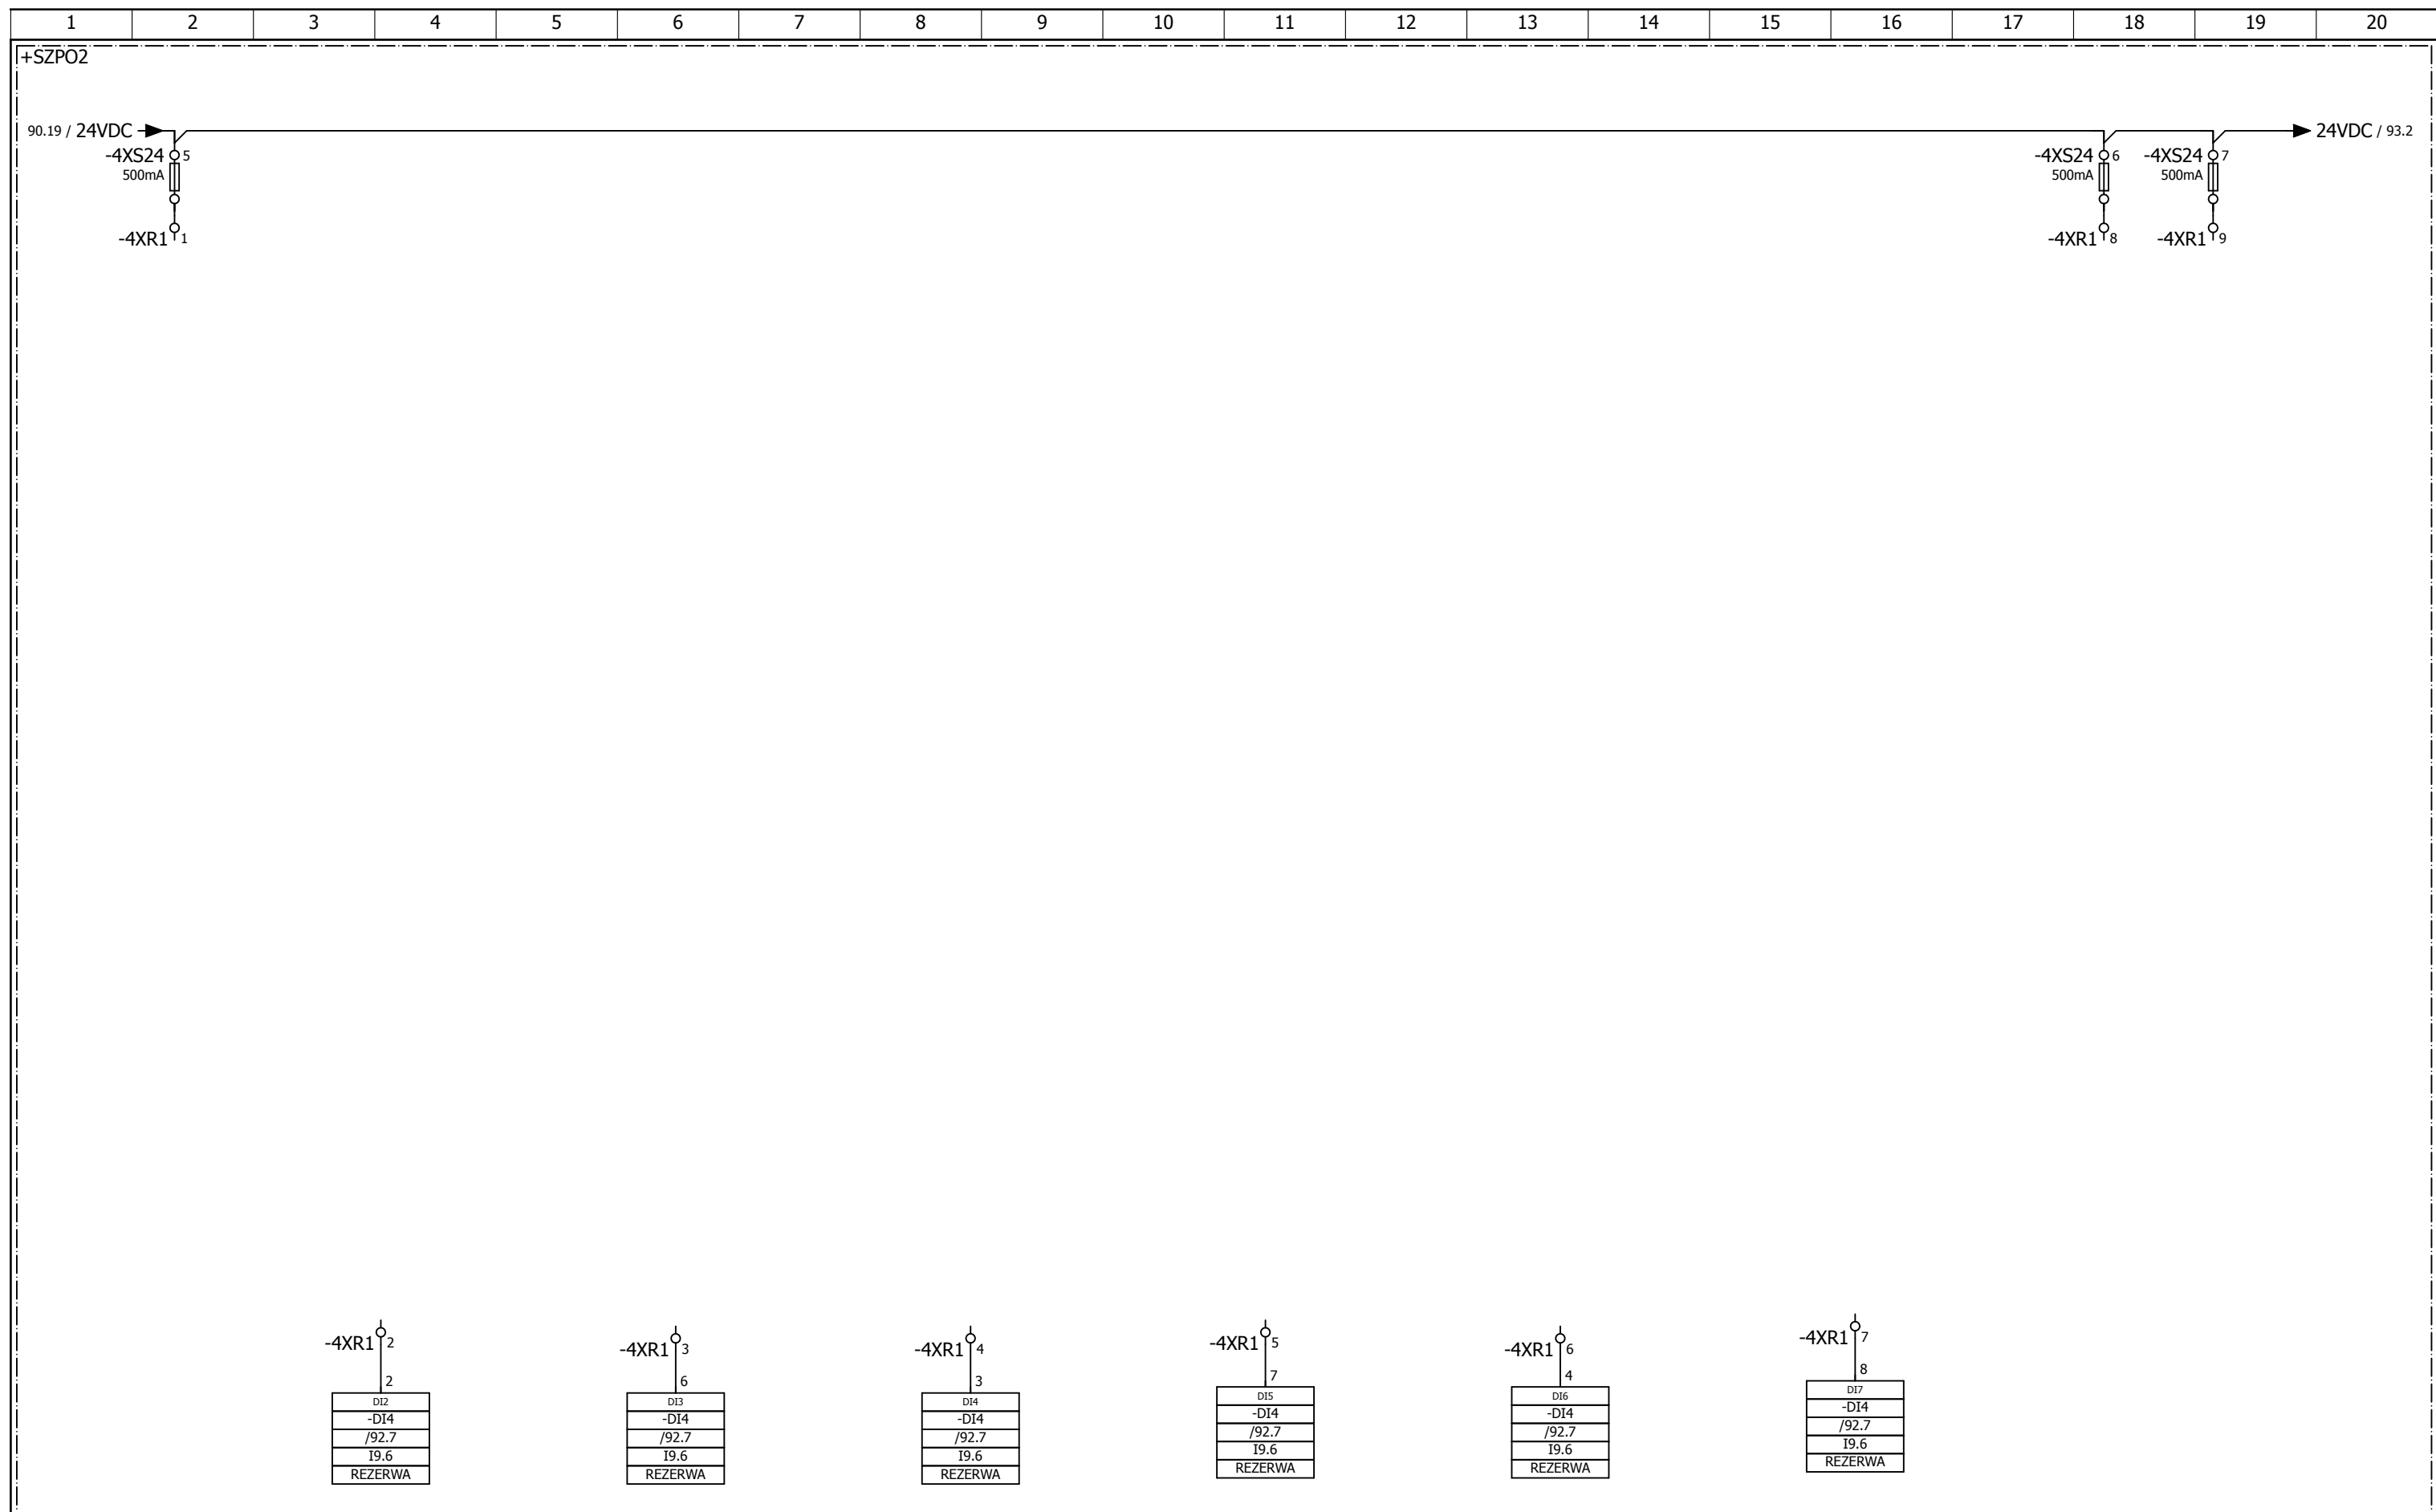 1 2 3 4 5 6 7 8 9 10 11 12 13 14 15 16 17 18 19 20
+SZPO2
90.19 / 24VDC
24VDC / 93.2
-4XS24 5
500mA
-4XR1 1
-4XS24 6
500mA
-4XR1 8
-4XS24 7
500mA
-4XR1 9
-4XR1 2
2
DI2
-DI4
/92.7
I9.6
REZERWA
-4XR1 3
6
DI3
-DI4
/92.7
I9.6
REZERWA
-4XR1 4
3
DI4
-DI4
/92.7
I9.6
REZERWA
-4XR1 5
7
DI5
-DI4
/92.7
I9.6
REZERWA
-4XR1 6
4
DI6
-DI4
/92.7
I9.6
REZERWA
-4XR1 7
8
DI7
-DI4
/92.7
I9.6
REZERWA